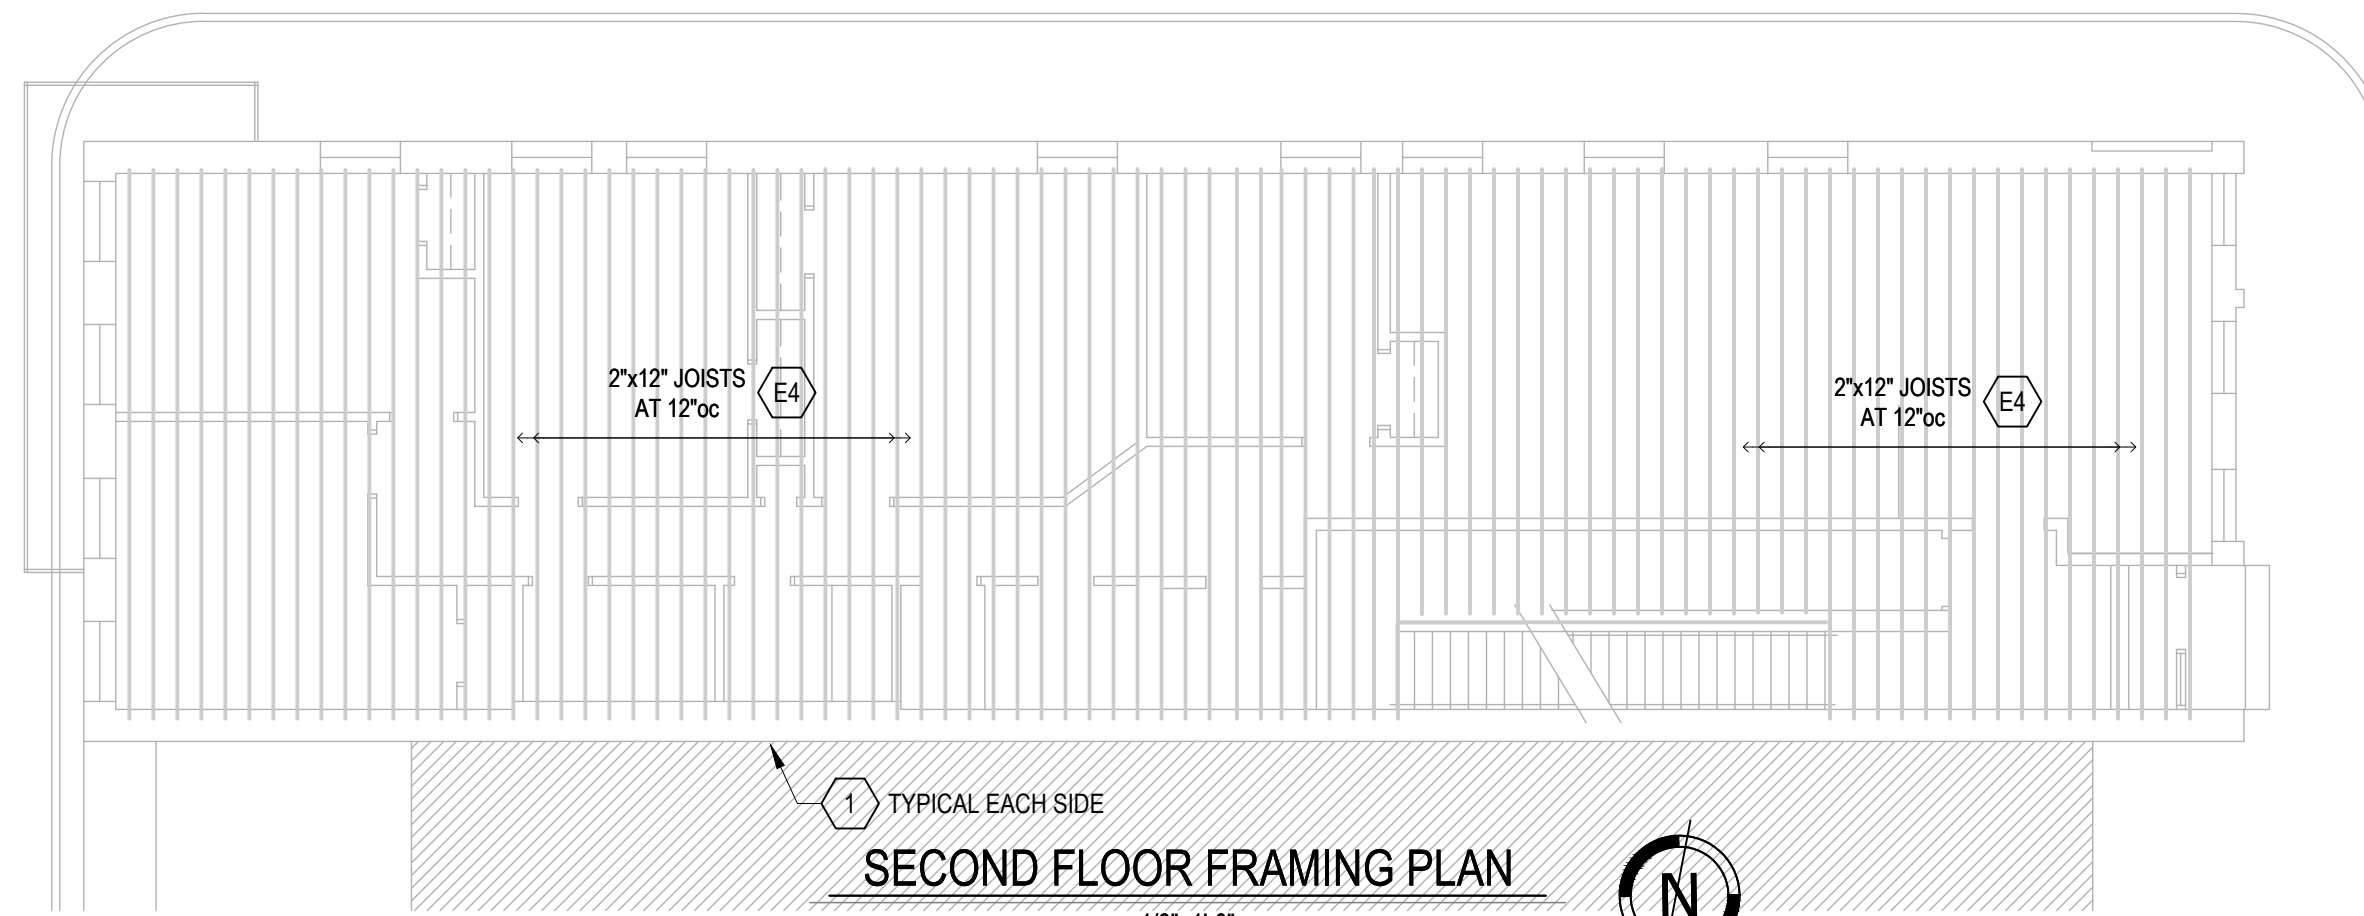 2"x12" JOISTS
AT 12"oc
E4
2"x12" JOISTS
AT 12"oc
E4
1
TYPICAL EACH SIDE
SECOND FLOOR FRAMING PLAN
N